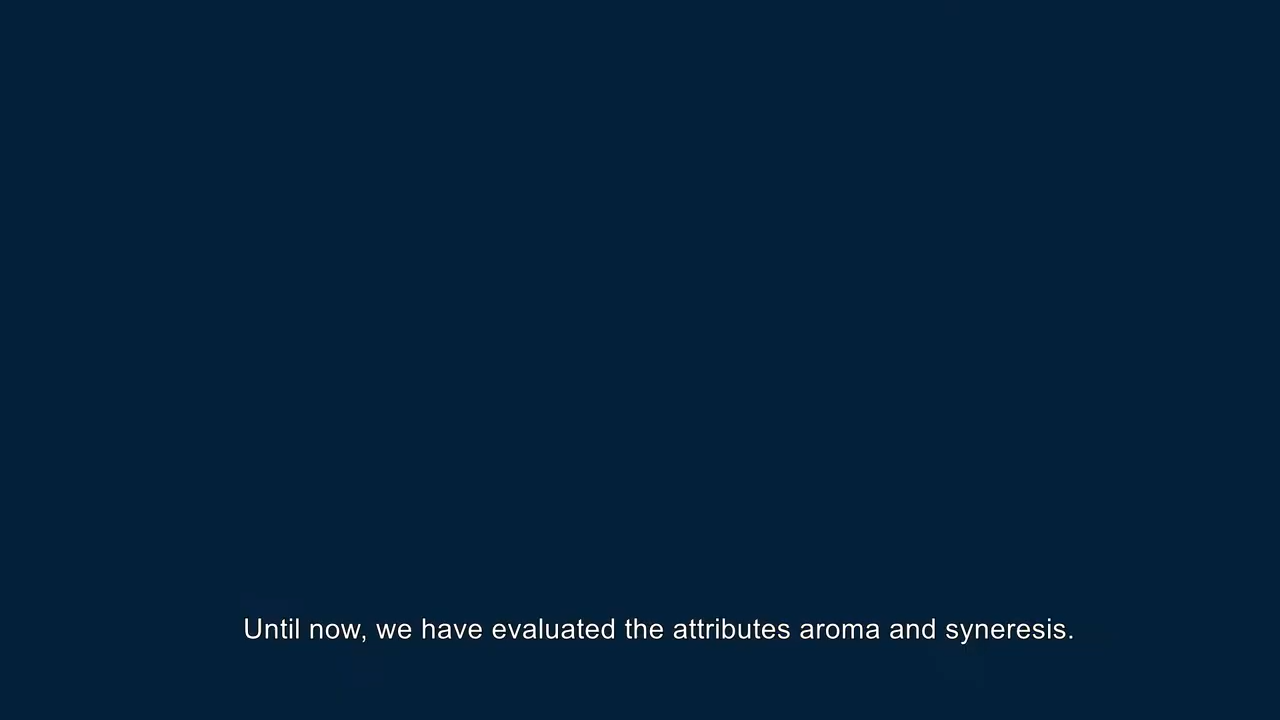 Until now, we have evaluated the attributes aroma and syneresis.